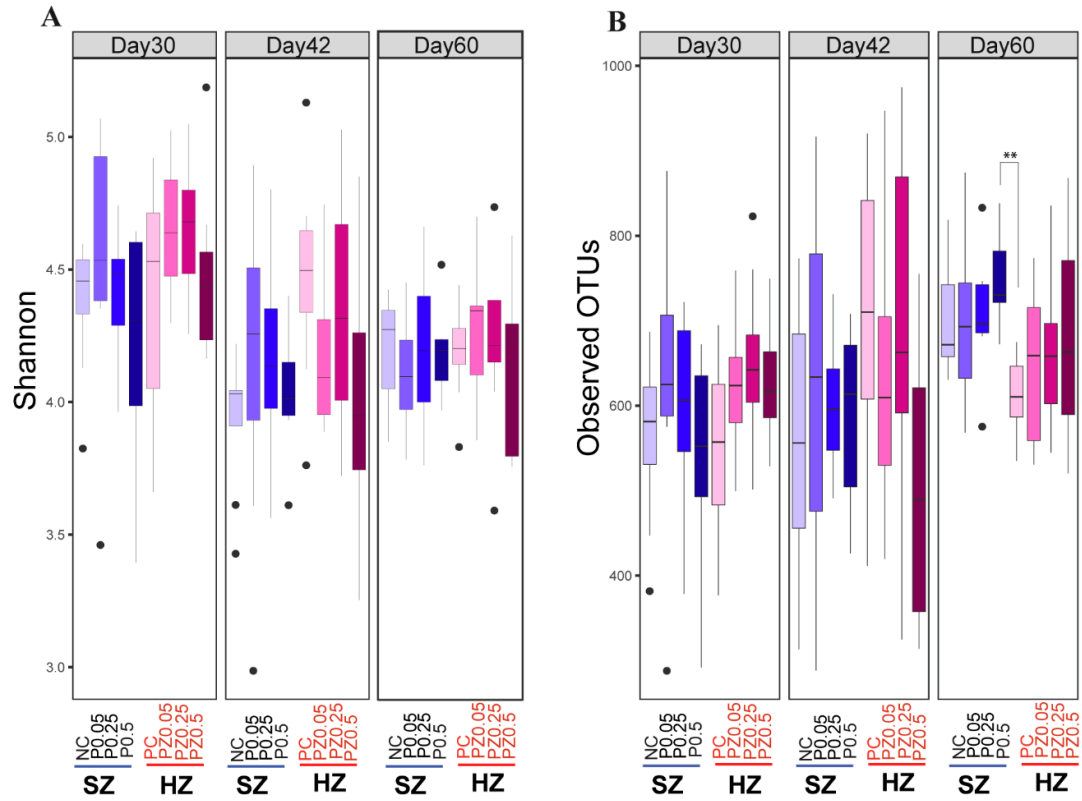 A
Day30 Day42 Day60
Shannon
5.0
4.5
4.0
3.5
3.0
NC P0.05 P0.25 P0.5 PC PZ0.05 PZ0.25 PZ0.5 NC P0.05 P0.25 P0.5 PC PZ0.05 PZ0.25 PZ0.5 NC P0.05 P0.25 P0.5 PC PZ0.05 PZ0.25 PZ0.5
SZ HZ SZ HZ SZ HZ
B
Day30 Day42 Day60
Observed OTUs
1000
800
600
400
**
NC P0.05 P0.25 P0.5 PC PZ0.05 PZ0.25 PZ0.5 NC P0.05 P0.25 P0.5 PC PZ0.05 PZ0.25 PZ0.5 NC P0.05 P0.25 P0.5 PC PZ0.05 PZ0.25 PZ0.5
SZ HZ SZ HZ SZ HZ